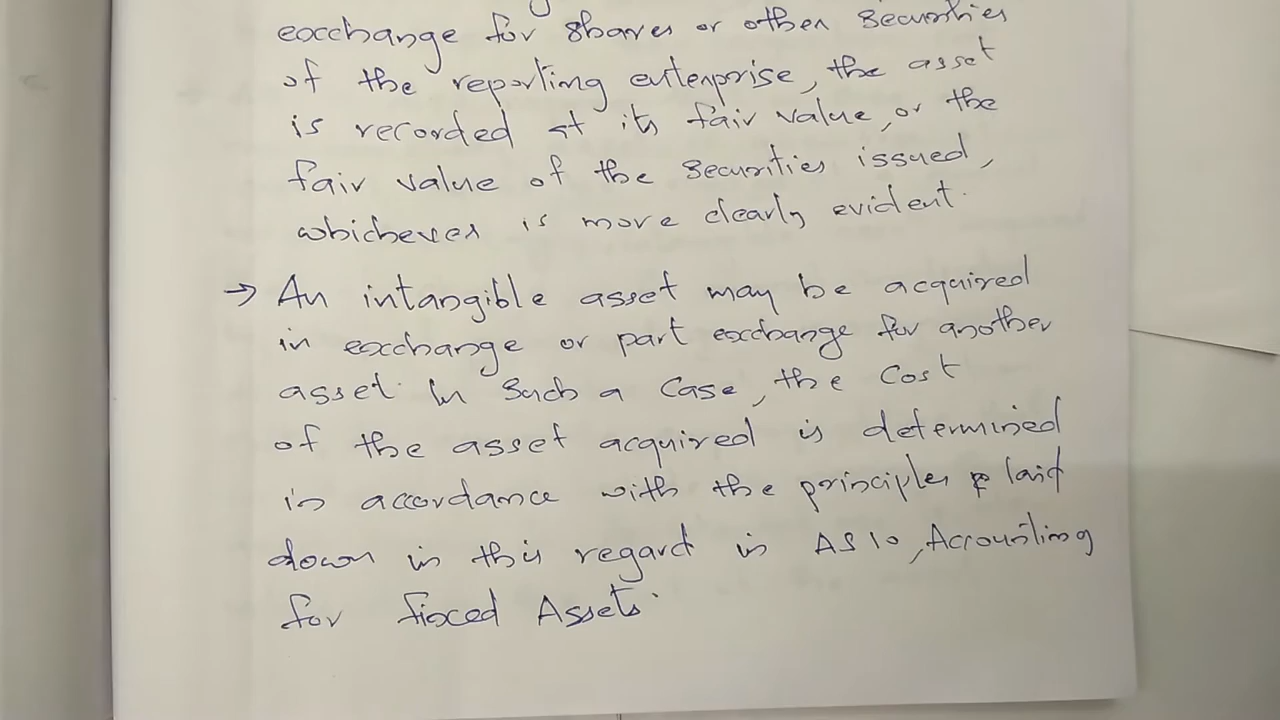 exchange for shares or other securities
of the reporting enterprise, the asset
is recorded at its fair value, or the
fair value of the securities issued,
whichever is more clearly evident.
→ An intangible asset may be acquired
in exchange or part exchange for another
asset. In such a case, the cost
of the asset acquired is determined
in accordance with the principles laid
down in this regard in AS 10, Accounting
for fixed Assets.